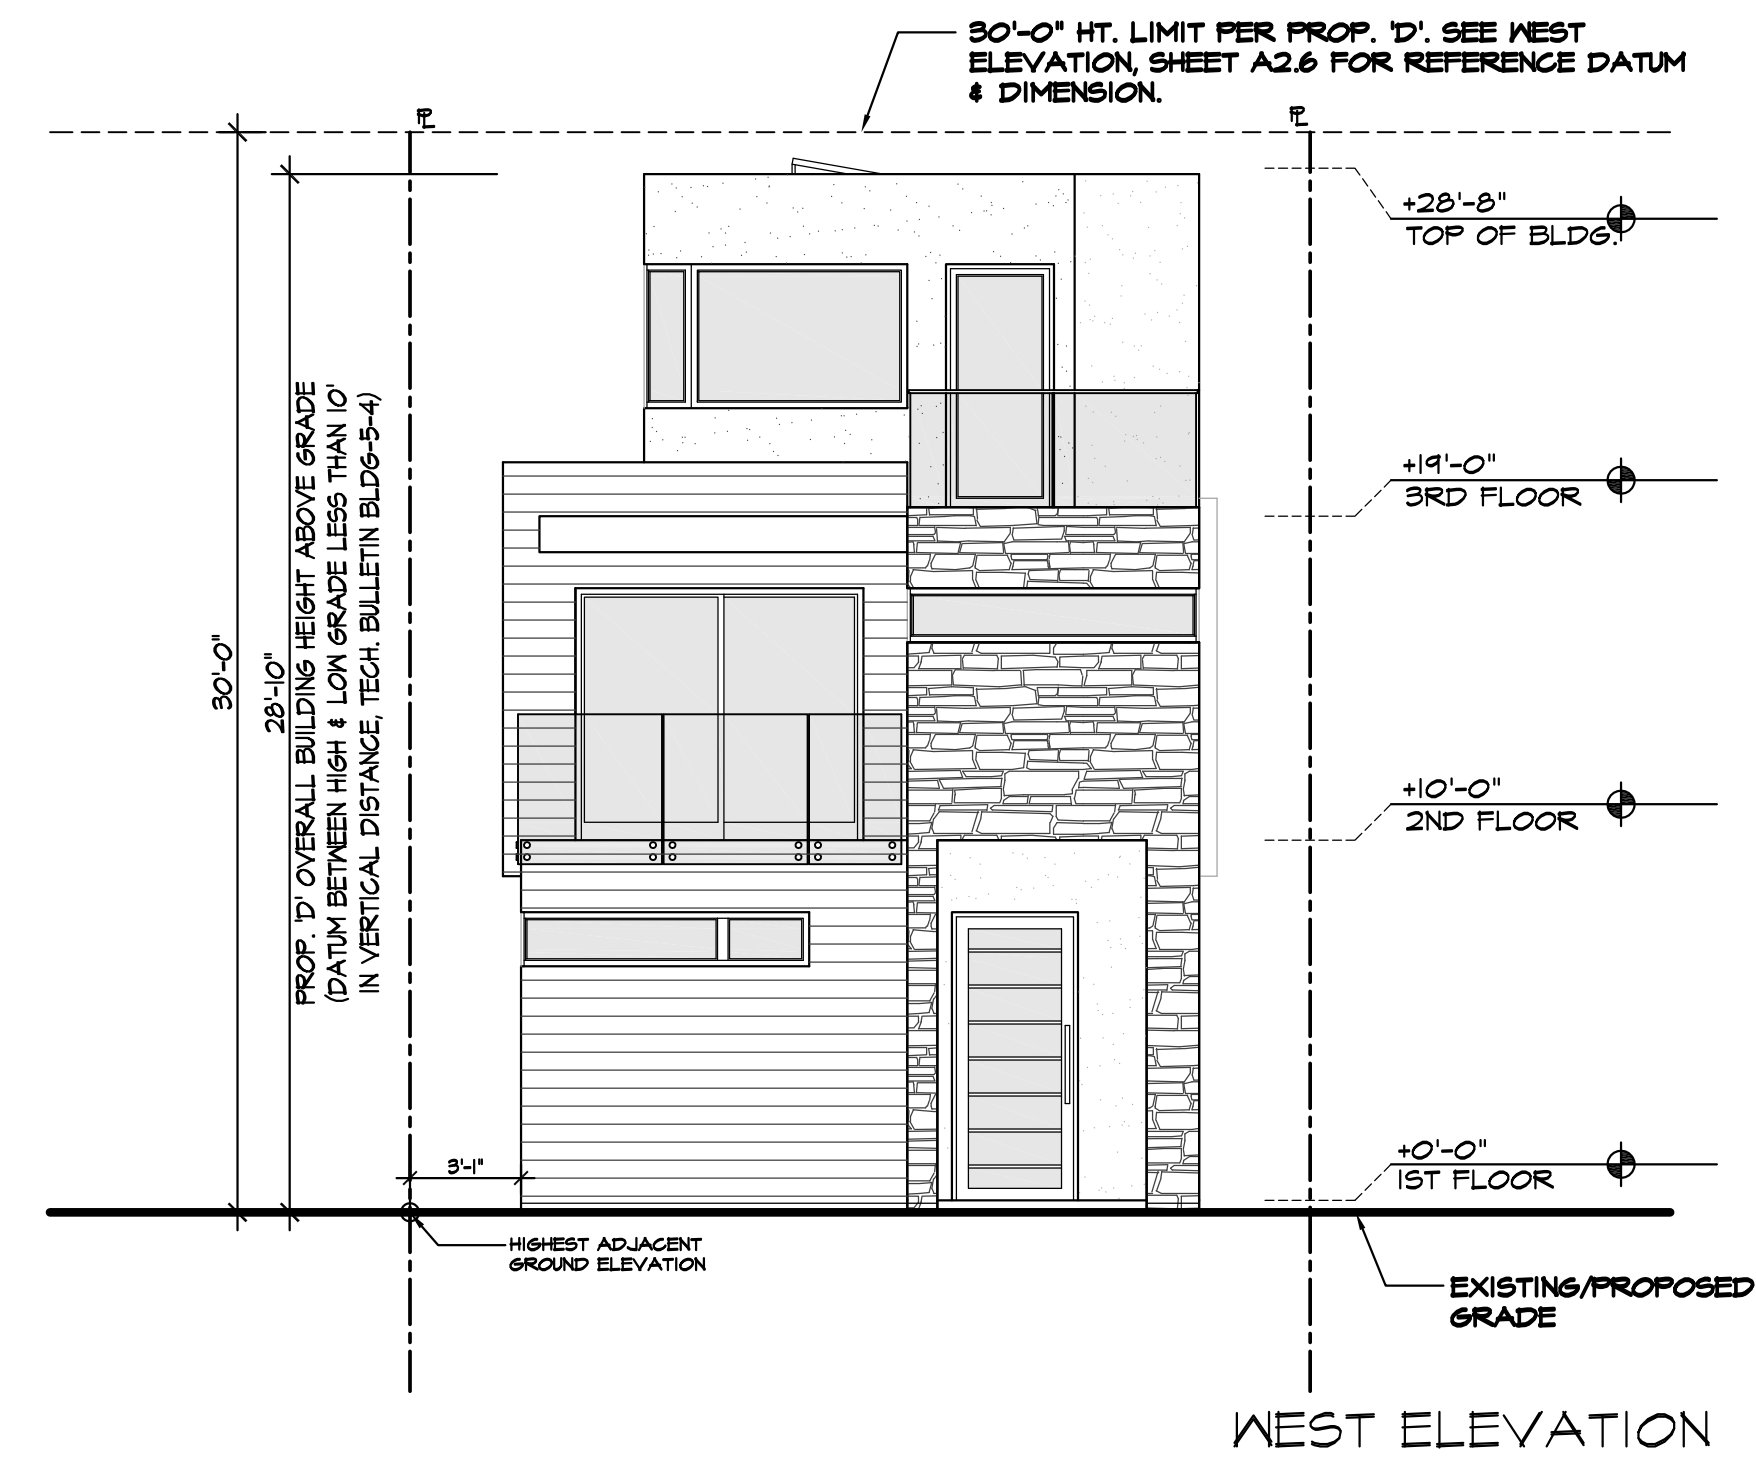 30'-0" HT. LIMIT PER PROP. 'D'. SEE WEST
ELEVATION, SHEET A2.6 FOR REFERENCE DATUM
& DIMENSION.
PL
PL
+28'-8"
TOP OF BLDG.
+19'-0"
3RD FLOOR
+10'-0"
2ND FLOOR
+0'-0"
1ST FLOOR
30'-0"
28'-10"
PROP. 'D' OVERALL BUILDING HEIGHT ABOVE GRADE
(DATUM BETWEEN HIGH & LOW GRADE LESS THAN 10'
IN VERTICAL DISTANCE, TECH. BULLETIN BLDG-5-4)
3'-1"
HIGHEST ADJACENT
GROUND ELEVATION
EXISTING/PROPOSED
GRADE
WEST ELEVATION